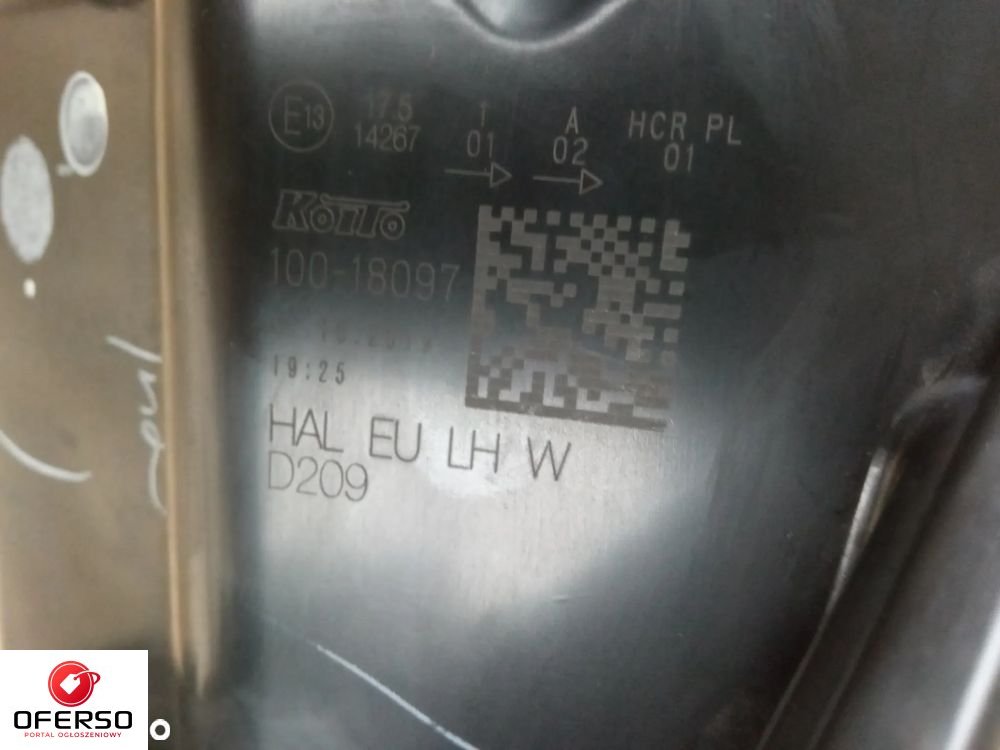 E13
17.5
14267
1
01
A
02
HCR PL
01
KOITO
100-18097
19:25
HAL EU LH W
D209
OFERSO
PORTAL OGŁOSZENIOWY